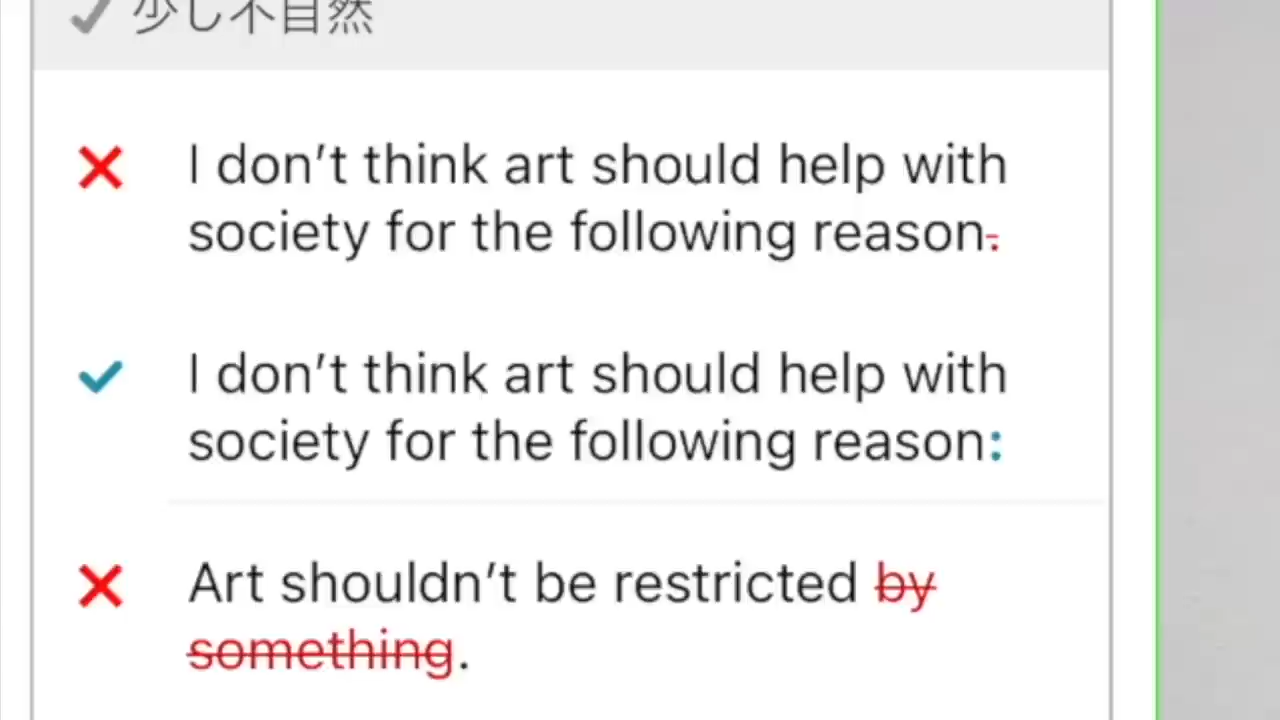 少し不自然
I don't think art should help with
society for the following reason.
I don't think art should help with
society for the following reason:
Art shouldn't be restricted by
something.